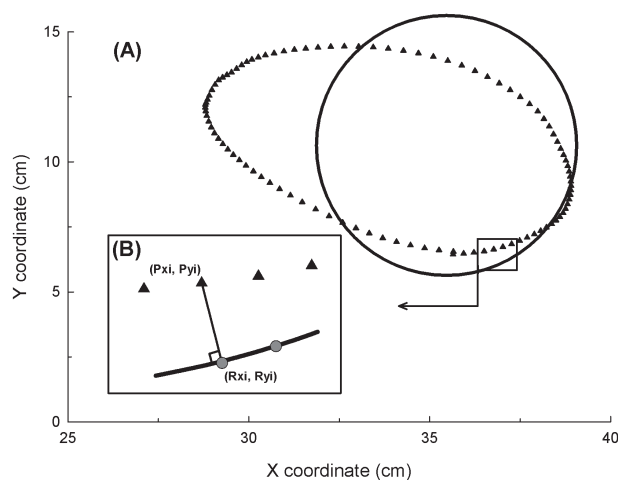 15
(A)
10
Y coordinate (cm)
(B)
(Pxi, Pyi)
5
(Rxi, Ryi)
0
25
30
35
40
X coordinate (cm)